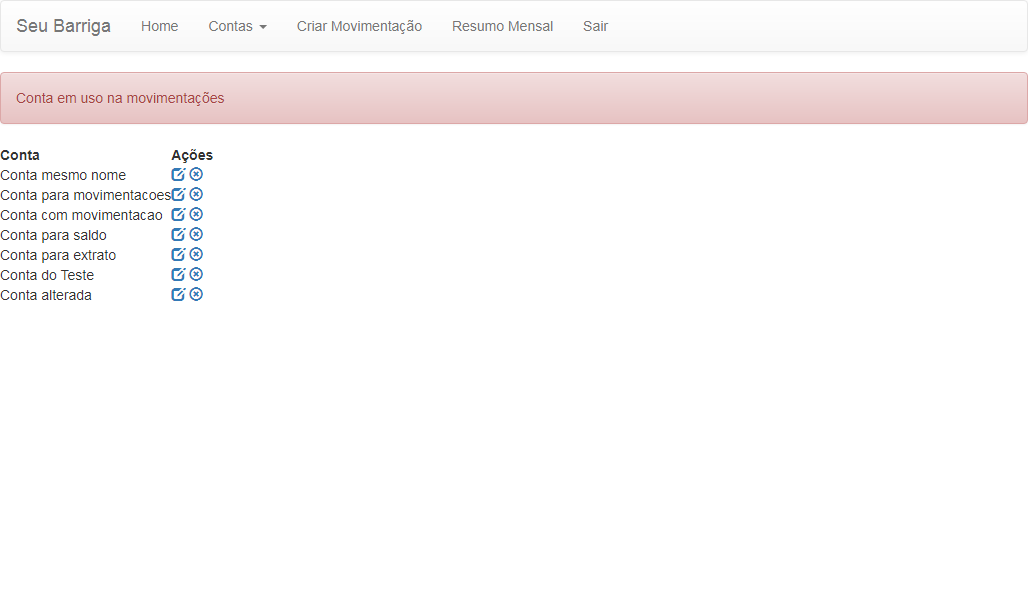 Seu Barriga Home Contas Criar Movimentação Resumo Mensal Sair
Conta em uso na movimentações
Conta Ações
Conta mesmo nome
Conta para movimentacoes
Conta com movimentacao
Conta para saldo
Conta para extrato
Conta do Teste
Conta alterada